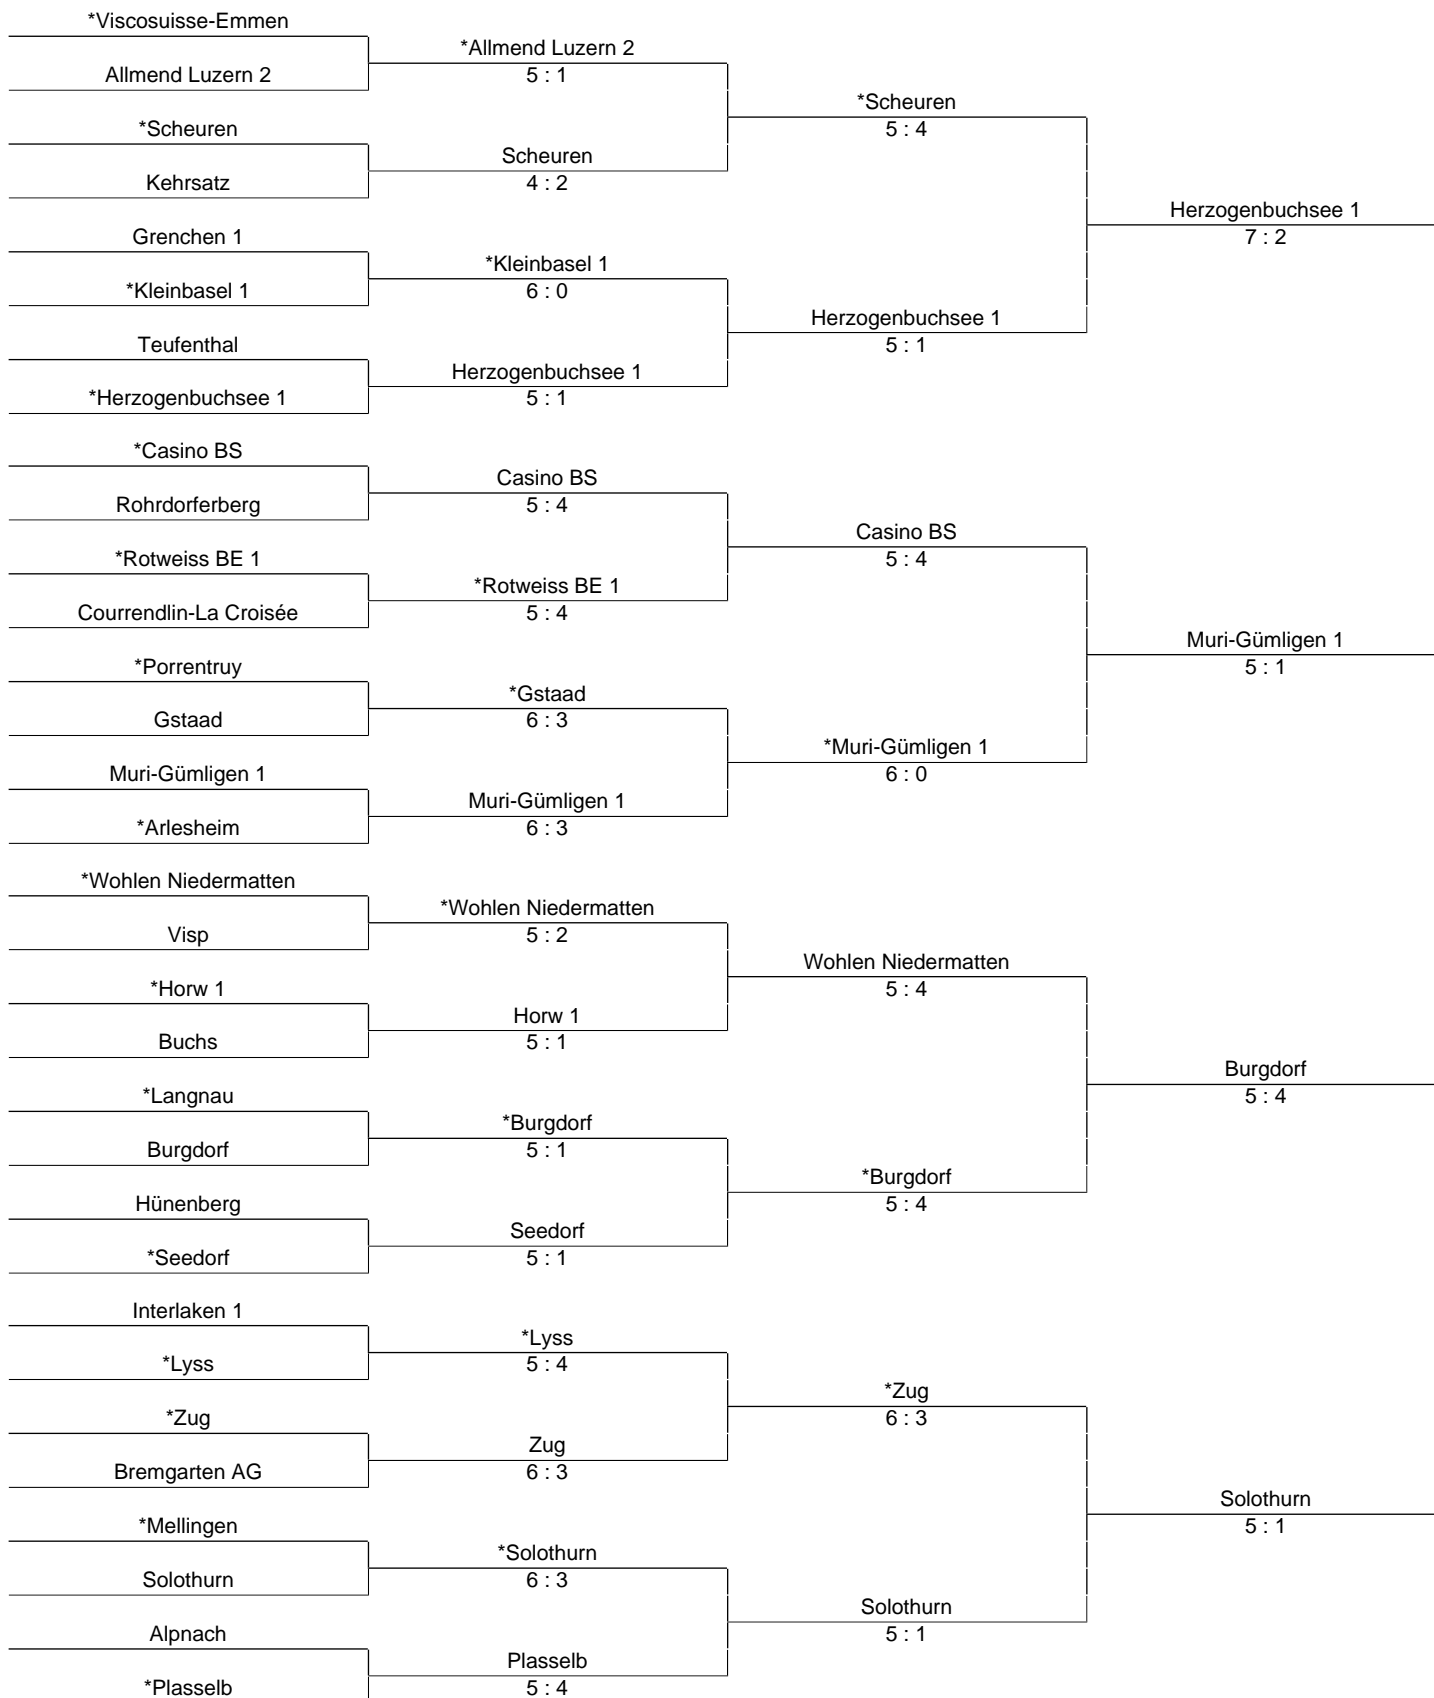 *Viscosuisse-Emmen
Allmend Luzern 2
*Scheuren
Kehrsatz
Grenchen 1
*Kleinbasel 1
Teufenthal
*Herzogenbuchsee 1
*Casino BS
Rohrdorferberg
*Rotweiss BE 1
Courrendlin-La Croisée
*Porrentruy
Gstaad
Muri-Gümligen 1
*Arlesheim
*Wohlen Niedermatten
Visp
*Horw 1
Buchs
*Langnau
Burgdorf
Hünenberg
*Seedorf
Interlaken 1
*Lyss
*Zug
Bremgarten AG
*Mellingen
Solothurn
Alpnach
*Plasselb
*Allmend Luzern 2
5 : 1
Scheuren
4 : 2
*Kleinbasel 1
6 : 0
Herzogenbuchsee 1
5 : 1
Casino BS
5 : 4
*Rotweiss BE 1
5 : 4
*Gstaad
6 : 3
Muri-Gümligen 1
6 : 3
*Wohlen Niedermatten
5 : 2
Horw 1
5 : 1
*Burgdorf
5 : 1
Seedorf
5 : 1
*Lyss
5 : 4
Zug
6 : 3
*Solothurn
6 : 3
Plasselb
5 : 4
*Scheuren
5 : 4
Herzogenbuchsee 1
5 : 1
Casino BS
5 : 4
*Muri-Gümligen 1
6 : 0
Wohlen Niedermatten
5 : 4
*Burgdorf
5 : 4
*Zug
6 : 3
Solothurn
5 : 1
Herzogenbuchsee 1
7 : 2
Muri-Gümligen 1
5 : 1
Burgdorf
5 : 4
Solothurn
5 : 1